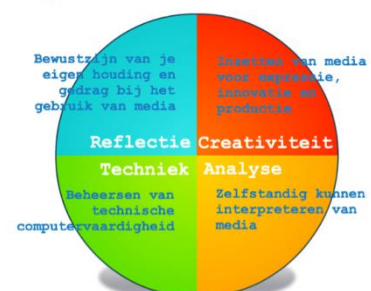 Bewustzijn van je
eigen houding en
gedrag bij het
gebruik van media
Inzetten van media
voor expressie,
innovatie en
productie
Reflectie
Creativiteit
Techniek
Analyse
Beheersen van
technische
computervaardigheid
Zelfstandig kunnen
interpreteren van
media